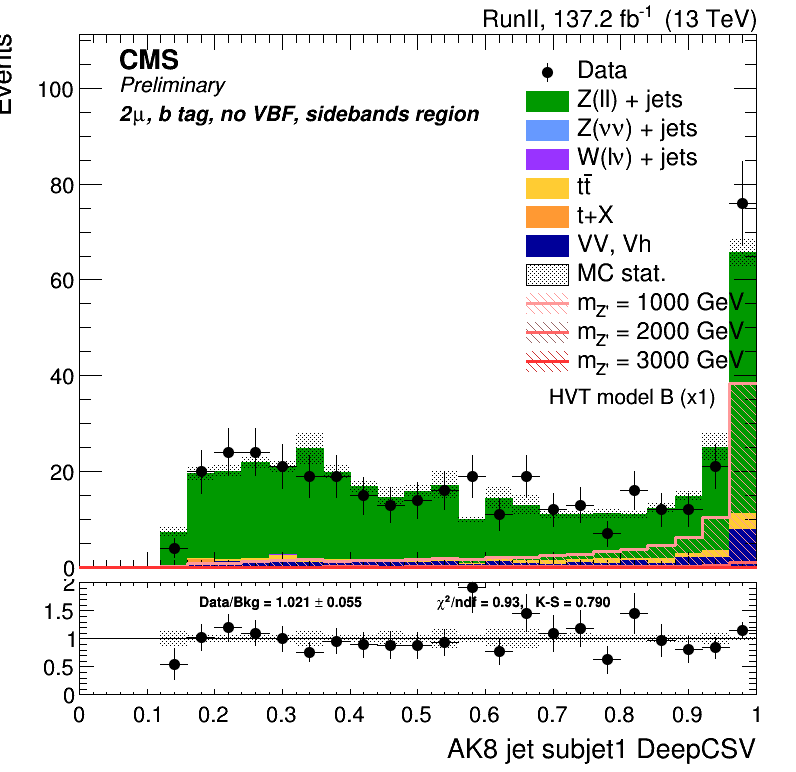 RunII, 137.2 fb⁻¹ (13 TeV)
Events
CMS
Preliminary
2μ, b tag, no VBF, sidebands region
Data
Z(ll) + jets
Z(νν) + jets
W(lν) + jets
tt̄
t+X
VV, Vh
MC stat.
m_Z' = 1000 GeV
m_Z' = 2000 GeV
m_Z' = 3000 GeV
HVT model B (x1)
100
80
60
40
20
0
Data/Bkg = 1.021 ± 0.055
χ²/ndf = 0.93, K-S = 0.790
2
1.5
1
0.5
0
0 0.1 0.2 0.3 0.4 0.5 0.6 0.7 0.8 0.9 1
AK8 jet subjet1 DeepCSV